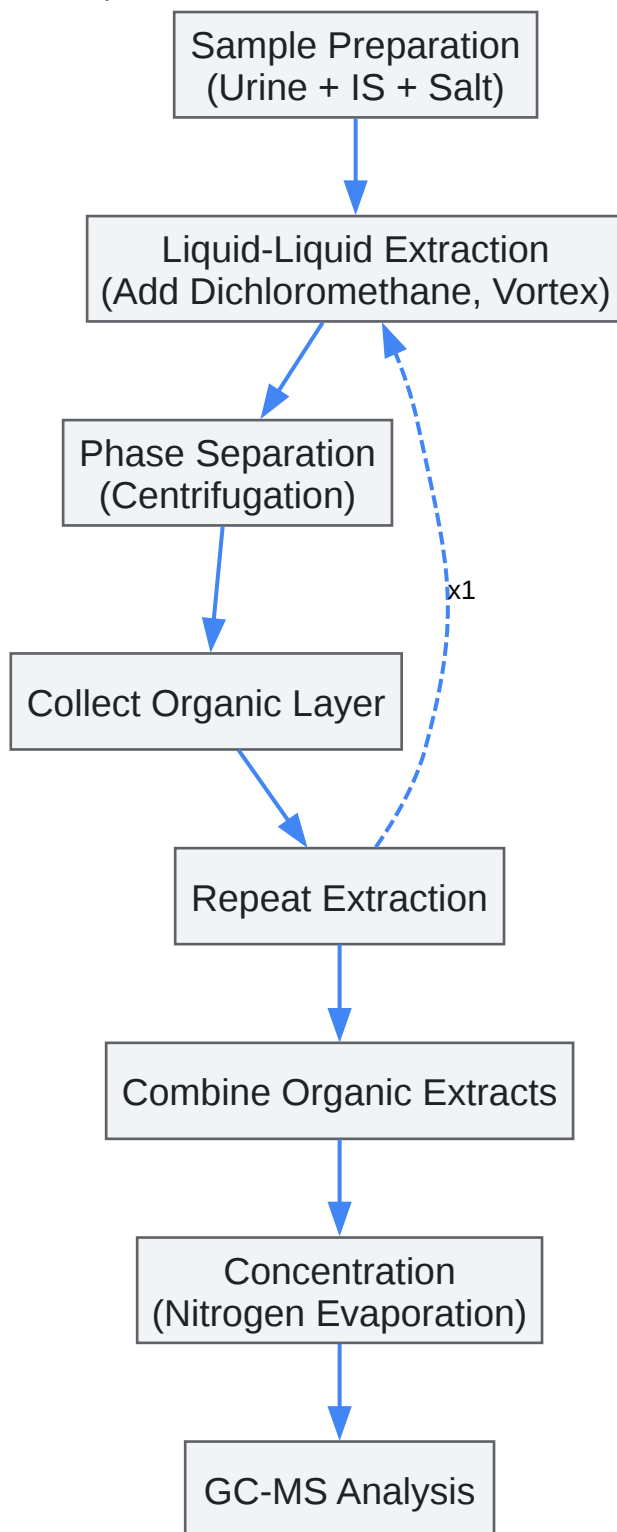 Sample Preparation
(Urine + IS + Salt)
Liquid-Liquid Extraction
(Add Dichloromethane, Vortex)
Phase Separation
(Centrifugation)
x1
Collect Organic Layer
Repeat Extraction
Combine Organic Extracts
Concentration
(Nitrogen Evaporation)
GC-MS Analysis